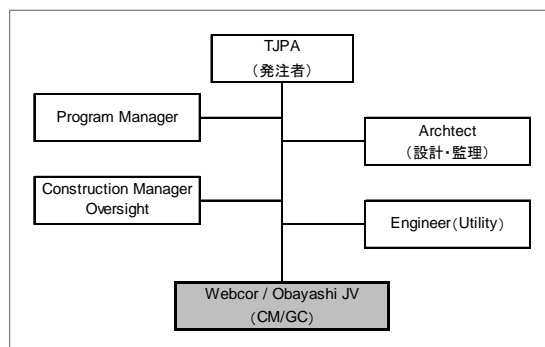 TJPA
（発注者）
Program Manager
Archtect
（設計・監理）
Construction Manager
Oversight
Engineer（Utility）
Webcor / Obayashi JV
（CM/GC）